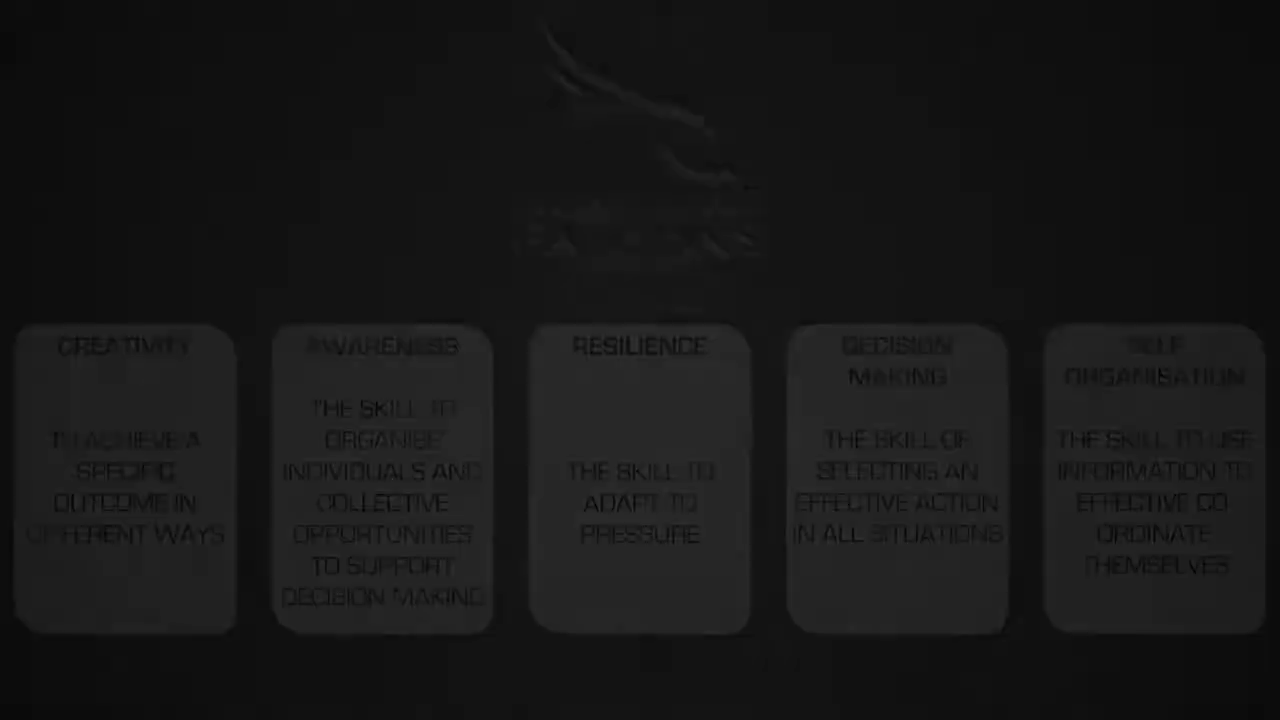 CREATIVITY
TO ACHIEVE A
SPECIFIC
OUTCOME IN
DIFFERENT WAYS
AWARENESS
THE SKILL TO
ORGANISE
INDIVIDUALS AND
COLLECTIVE
OPPORTUNITIES
TO SUPPORT
DECISION MAKING
RESILIENCE
THE SKILL TO
ADAPT TO
PRESSURE
DECISION
MAKING
THE SKILL OF
SELECTING AN
EFFECTIVE ACTION
IN ALL SITUATIONS
SELF
ORGANISATION
THE SKILL TO USE
INFORMATION TO
EFFECTIVE CO
ORDINATE
THEMSELVES